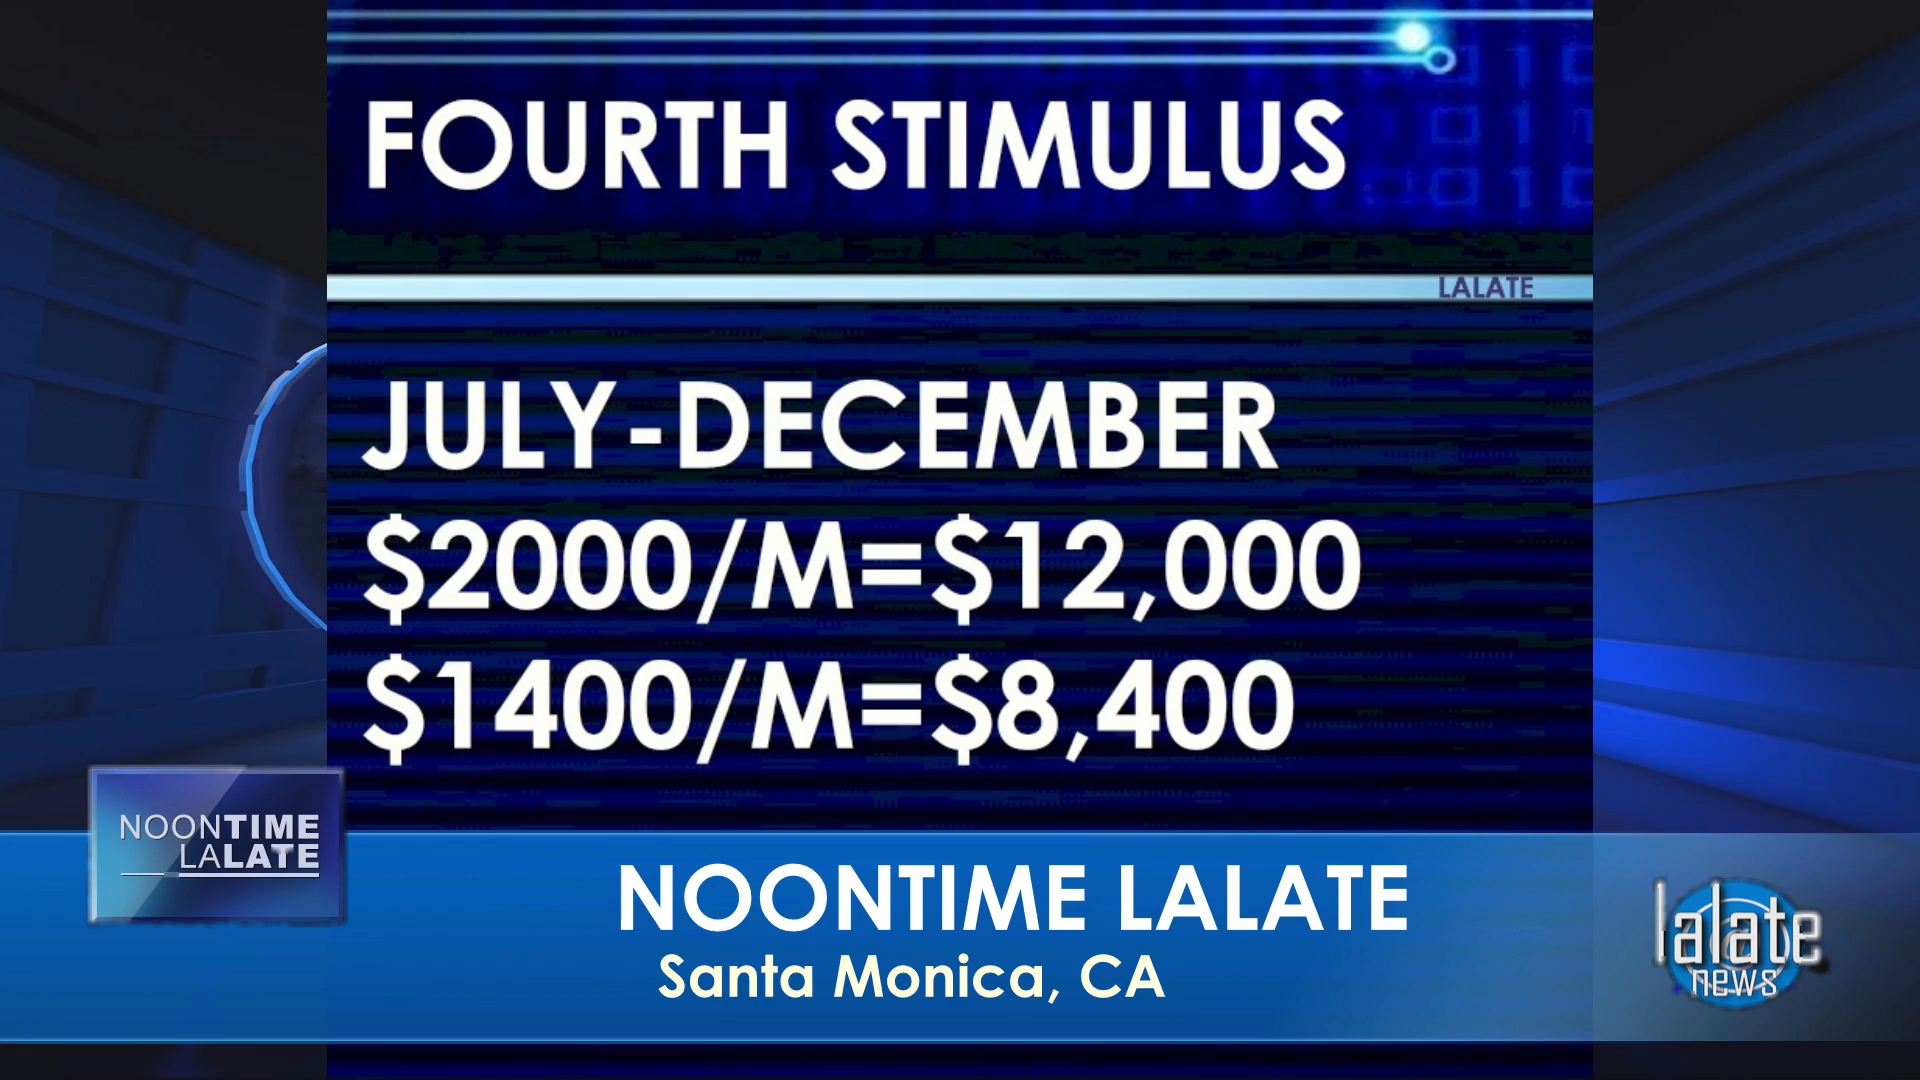 FOURTH STIMULUS
LALATE
JULY-DECEMBER
$2000/M=$12,000
$1400/M=$8,400
NOONTIME
LALATE
NOONTIME LALATE
Santa Monica, CA
lalate
news